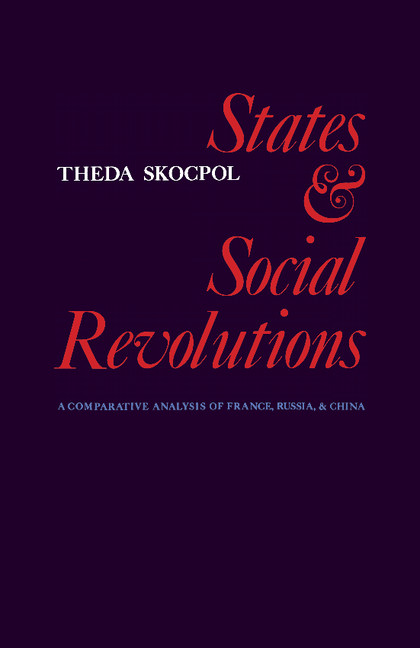 States
THEDA SKOCPOL
&
Social
Revolutions
A COMPARATIVE ANALYSIS OF FRANCE, RUSSIA, & CHINA